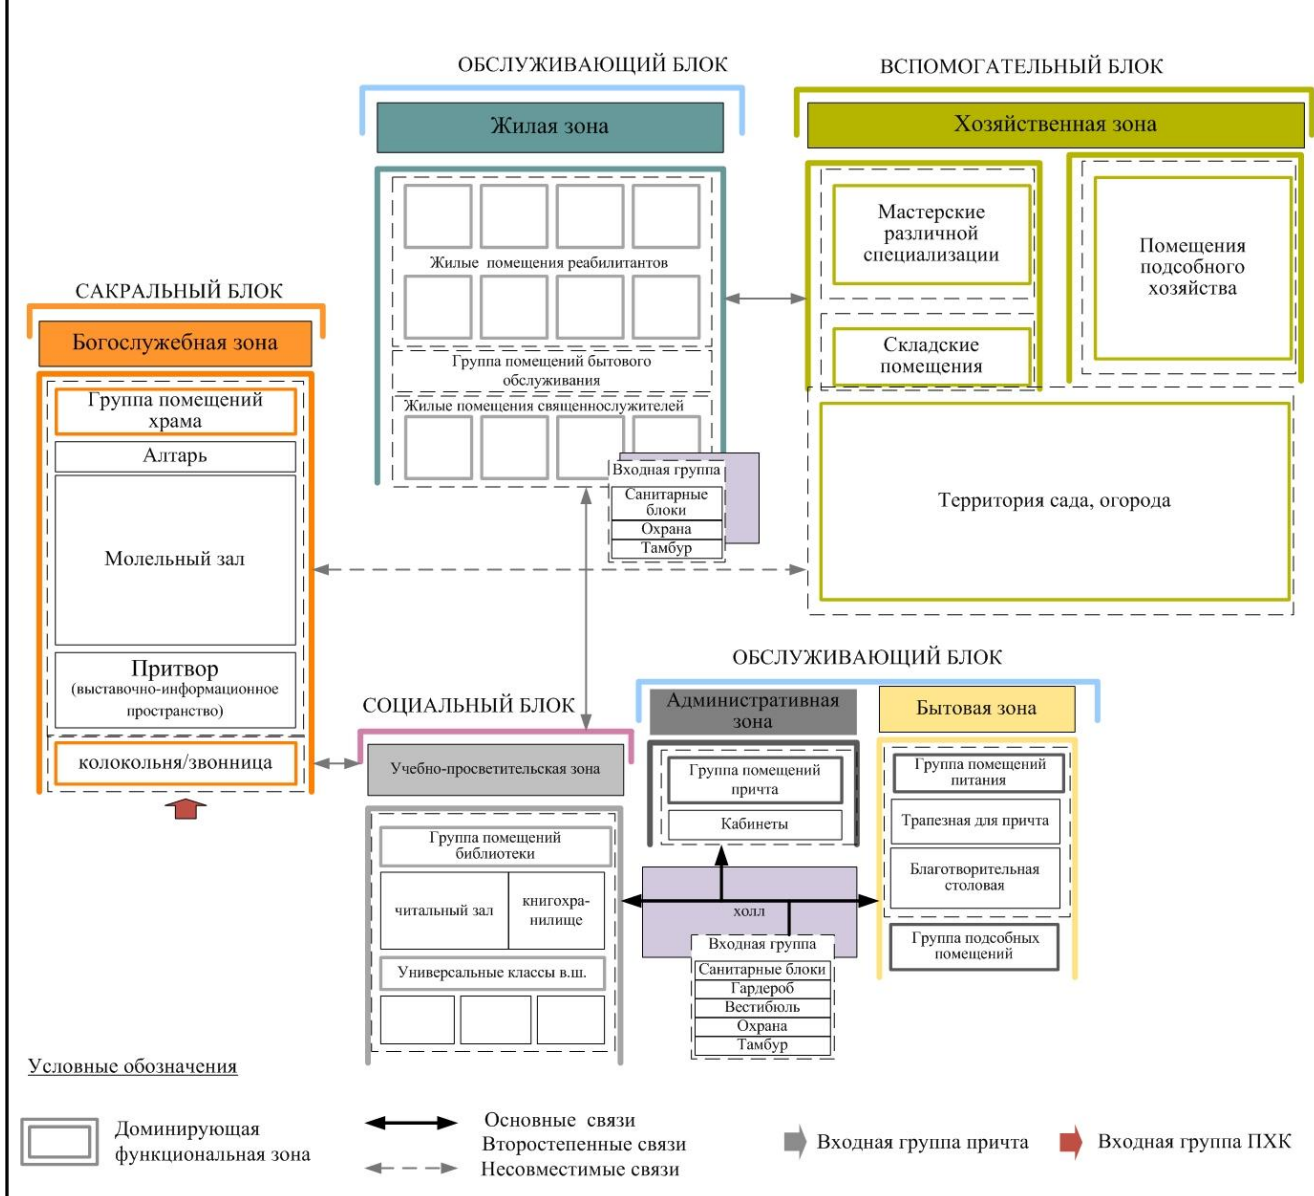 ОБСЛУЖИВАЮЩИЙ БЛОК
ВСПОМОГАТЕЛЬНЫЙ БЛОК
Жилая зона
Хозяйственная зона
Жилые помещения реабилитантов
Группа помещений бытового
обслуживания
Жилые помещения священнослужителей
Входная группа
Санитарные
блоки
Охрана
Тамбур
Мастерские
различной
специализации
Складские
помещения
Помещения
подсобного
хозяйства
Территория сада, огорода
САКРАЛЬНЫЙ БЛОК
Богослужебная зона
Группа помещений
храма
Алтарь
Молельный зал
Притвор
(выставочно-информационное
пространство)
колокольня/звонница
СОЦИАЛЬНЫЙ БЛОК
Учебно-просветительская зона
Группа помещений
библиотеки
читальный зал
книгохра-
нилище
Универсальные классы в.ш.
ОБСЛУЖИВАЮЩИЙ БЛОК
Административная
зона
Группа помещений
причта
Кабинеты
холл
Входная группа
Санитарные блоки
Гардероб
Вестибюль
Охрана
Тамбур
Бытовая зона
Группа помещений
питания
Трапезная для причта
Благотворительная
столовая
Группа подсобных
помещений
Условные обозначения
Доминирующая
функциональная зона
Основные связи
Второстепенные связи
Несовместимые связи
Входная группа причта
Входная группа ПХК